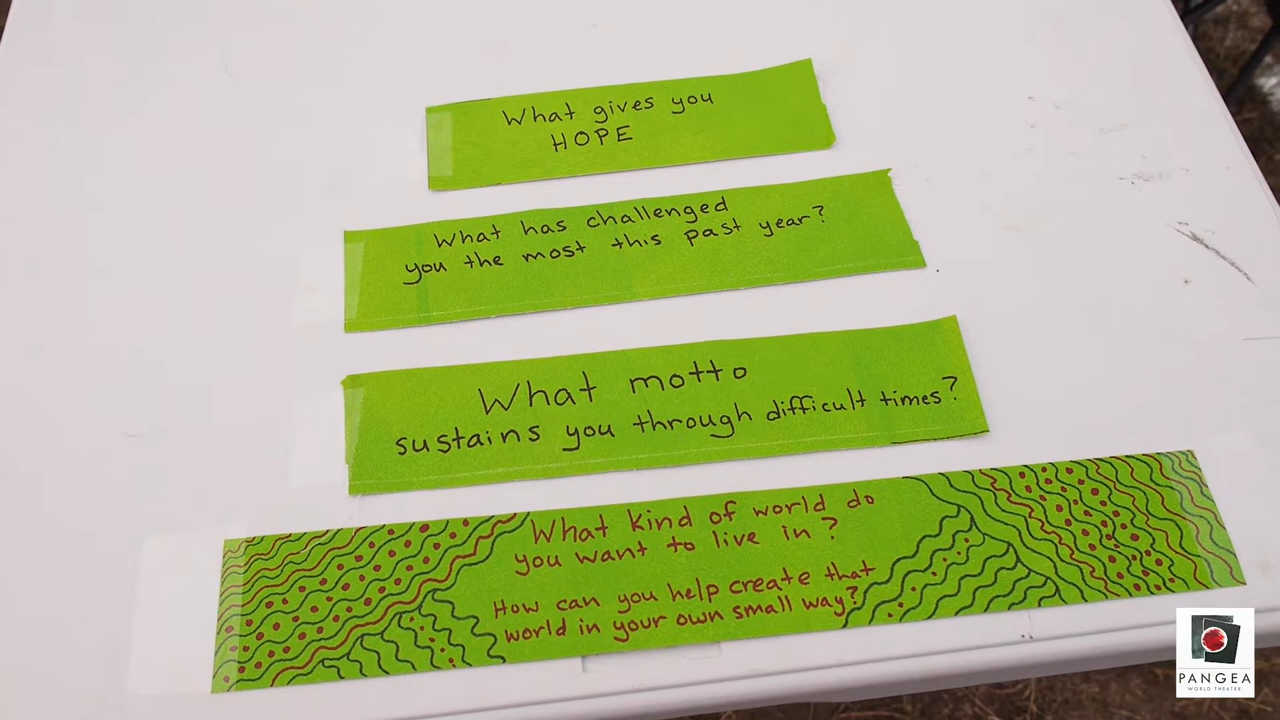 What gives you
HOPE
What has challenged
you the most this past year?
What motto
sustains you through difficult times?
What kind of world do
you want to live in?
How can you help create that
world in your own small way?
PANGEA
WORLD THEATER